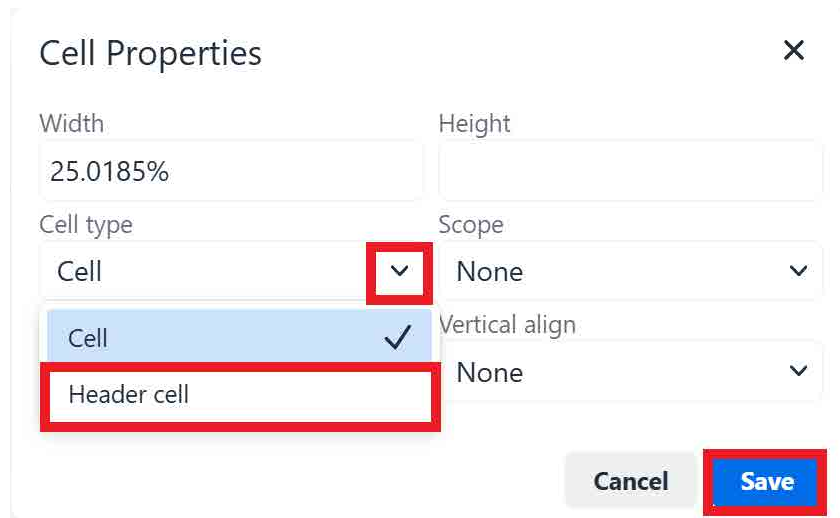 Cell Properties
Width
Height
25.0185%
Cell type
Scope
Cell
None
Cell
Vertical align
Header cell
None
Cancel
Save